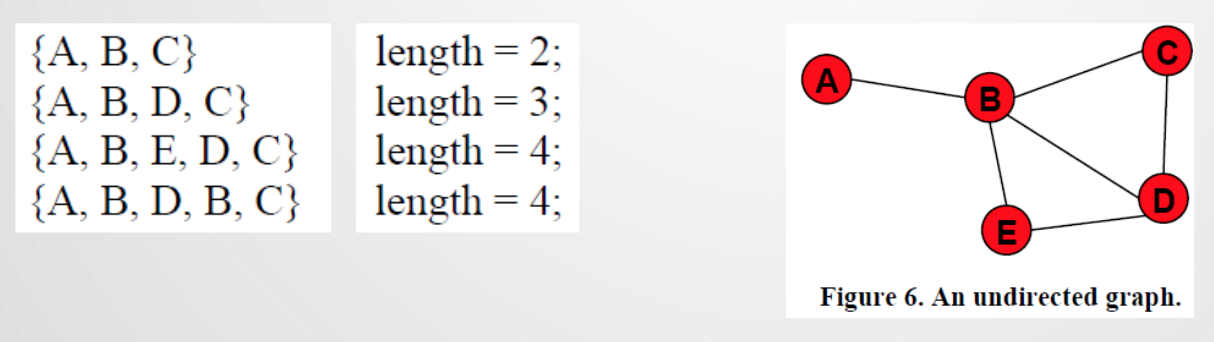 {A, B, C}
{A, B, D, C}
{A, B, E, D, C}
{A, B, D, B, C}
length = 2;
length = 3;
length = 4;
length = 4;
A
B
C
D
E
Figure 6. An undirected graph.